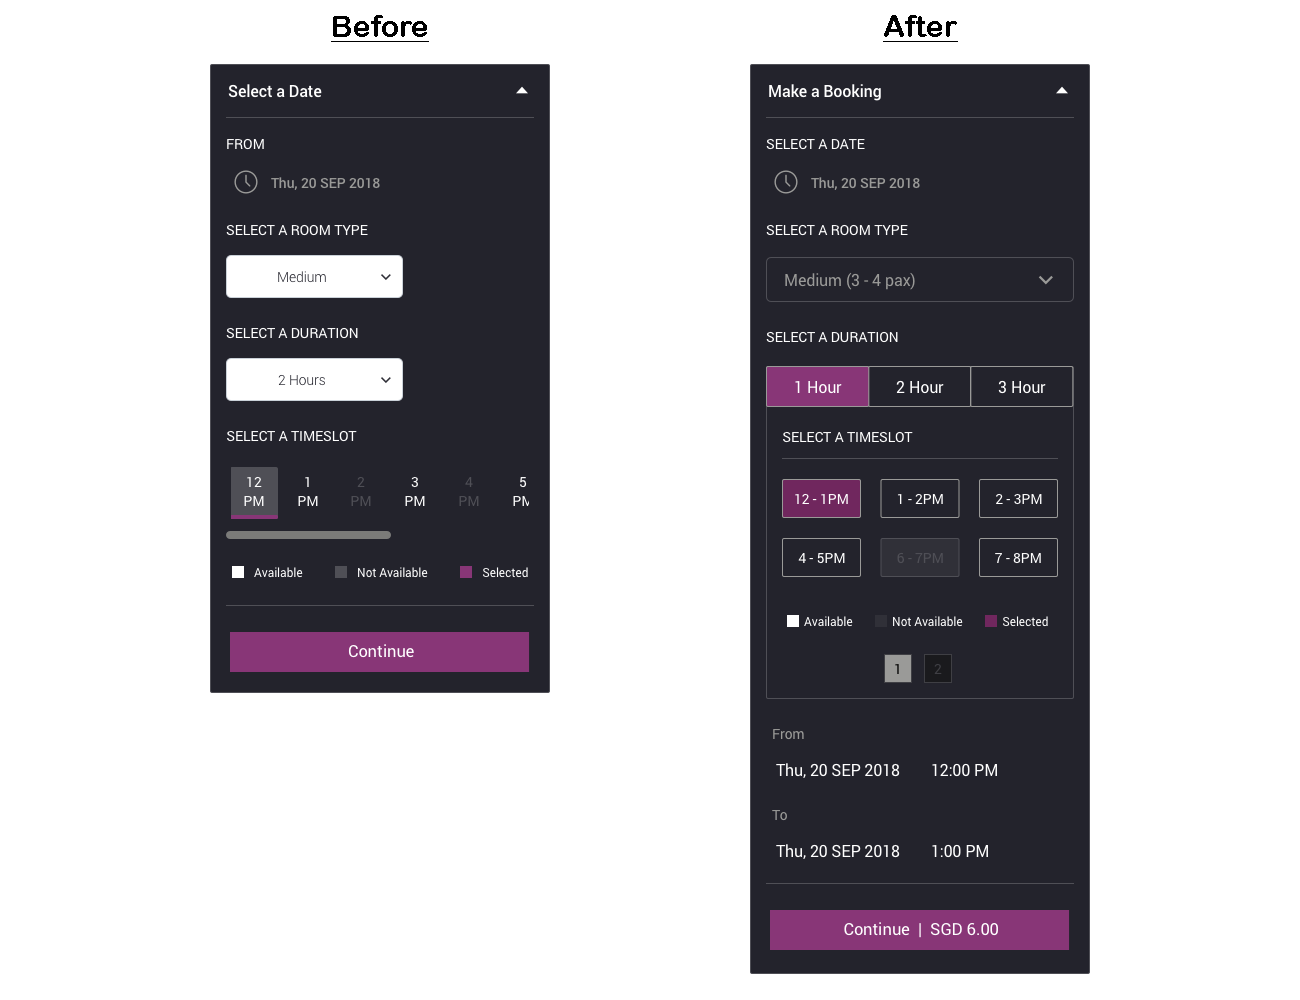 Before
Select a Date
FROM
Thu, 20 SEP 2018
SELECT A ROOM TYPE
Medium
SELECT A DURATION
2 Hours
SELECT A TIMESLOT
12 1 2 3 4 5
PM PM PM PM PM PM
Available Not Available Selected
Continue
After
Make a Booking
SELECT A DATE
Thu, 20 SEP 2018
SELECT A ROOM TYPE
Medium (3 - 4 pax)
SELECT A DURATION
1 Hour 2 Hour 3 Hour
SELECT A TIMESLOT
12 - 1PM 1 - 2PM 2 - 3PM
4 - 5PM 6 - 7PM 7 - 8PM
Available Not Available Selected
1 2
From
Thu, 20 SEP 2018 12:00 PM
To
Thu, 20 SEP 2018 1:00 PM
Continue | SGD 6.00